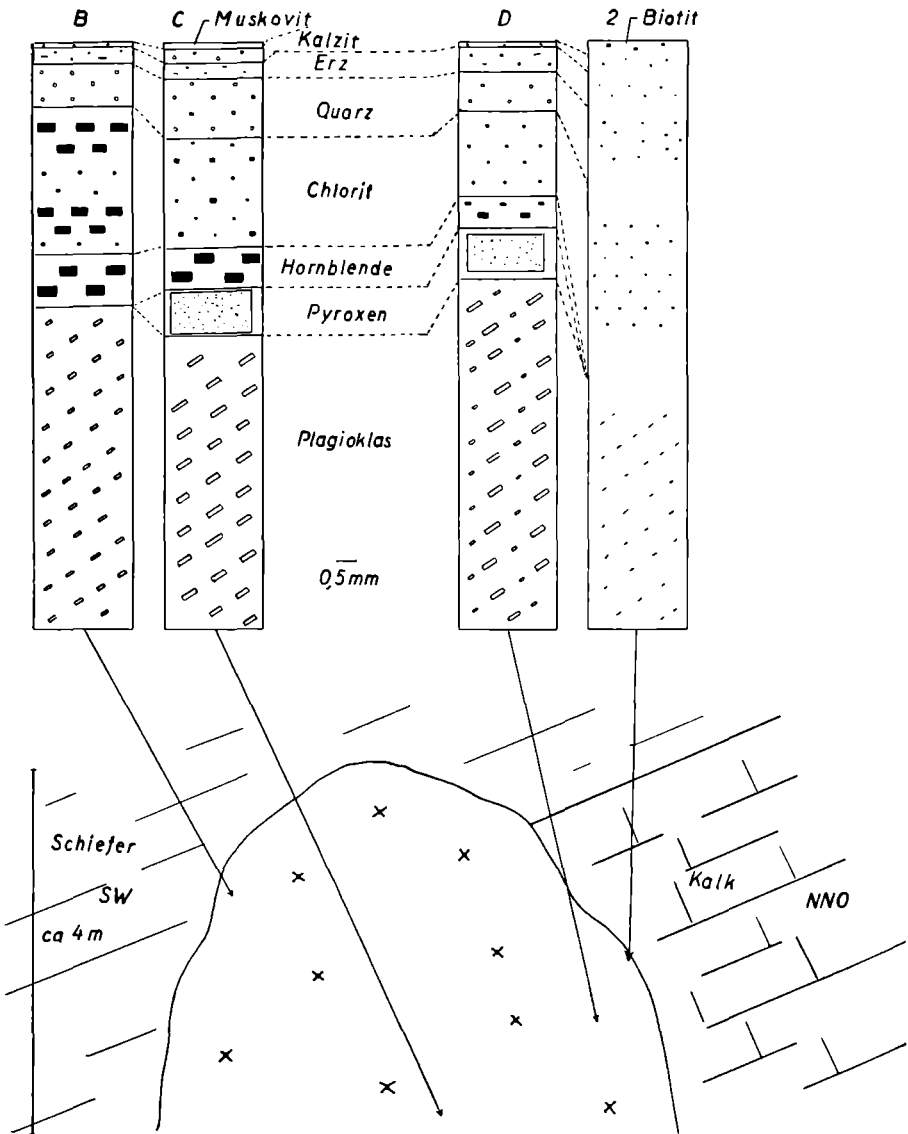 B C Muskovit D 2 Biotit
Kalzit
Erz
Quarz
Chlorit
Hornblende
Pyroxen
Plagioklas
0,5mm
Schiefer
SW
ca 4m
Kalk
NNO